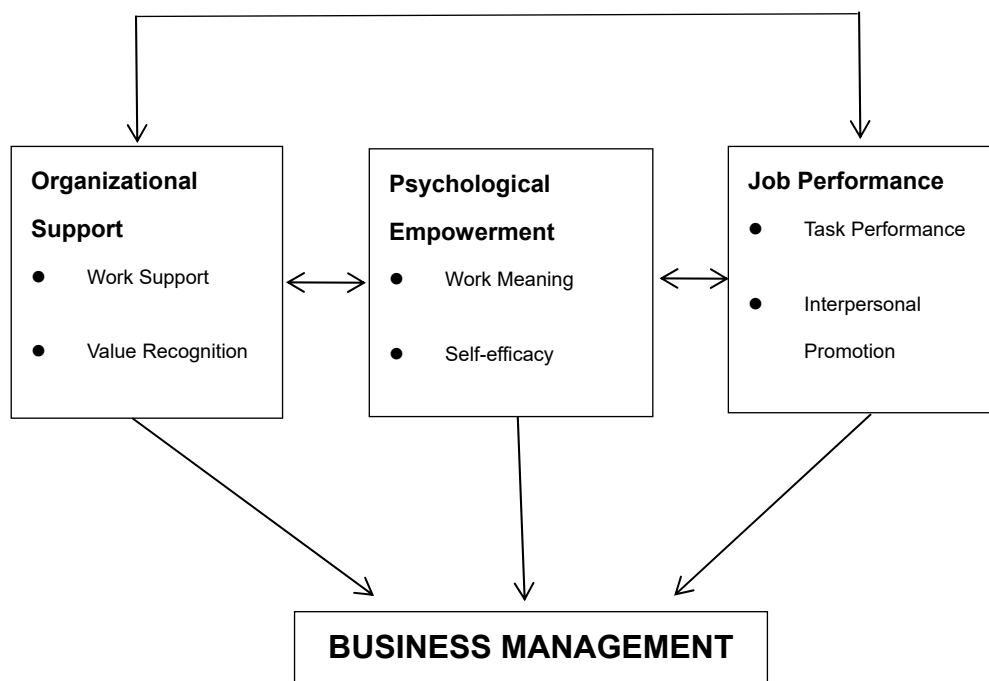 Organizational
Support
● Work Support
● Value Recognition
Psychological
Empowerment
● Work Meaning
● Self-efficacy
Job Performance
● Task Performance
● Interpersonal
Promotion
BUSINESS MANAGEMENT